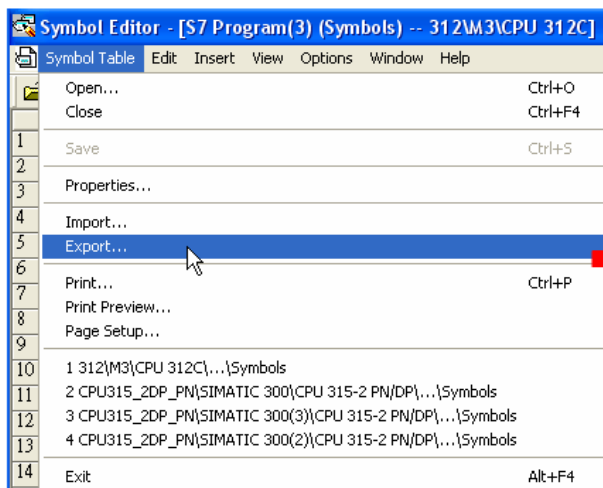 Symbol Editor - [S7 Program(3) (Symbols) -- 312\M3\CPU 312C]
Symbol Table Edit Insert View Options Window Help
Open... Ctrl+O
Close Ctrl+F4
1
Save Ctrl+S
2
3 Properties...
4 Import...
5 Export...
6
7 Print... Ctrl+P
Print Preview...
8
Page Setup...
9
10 1 312\M3\CPU 312C\...\Symbols
11 2 CPU315_2DP_PN\SIMATIC 300\CPU 315-2 PN/DP\...\Symbols
12 3 CPU315_2DP_PN\SIMATIC 300(3)\CPU 315-2 PN/DP\...\Symbols
13 4 CPU315_2DP_PN\SIMATIC 300(2)\CPU 315-2 PN/DP\...\Symbols
14 Exit Alt+F4